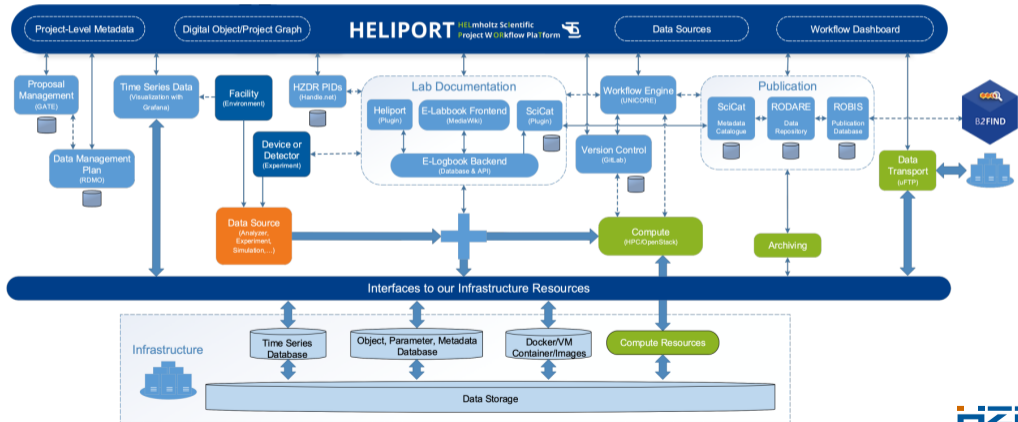 Project-Level Metadata
Digital Object/Project Graph
HELIPORT
HELmholtz ScIentific
Project WORkflow PlaTform
Data Sources
Workflow Dashboard
Proposal
Management
(GATE)
Data Management
Plan
(RDMO)
Time Series Data
(Visualization with
Grafana)
Facility
(Environment)
Device or
Detector
(Experiment)
HZDR PIDs
(Handle.net)
Lab Documentation
Heliport
(Plugin)
E-Labbook Frontend
(MediaWiki)
SciCat
(Plugin)
E-Logbook Backend
(Database & API)
Workflow Engine
(UNICORE)
Version Control
(GitLab)
Publication
SciCat
Metadata
Catalogue
RODARE
Data
Repository
ROBIS
Publication
Database
B2FIND
Data
Transport
(uFTP)
Data Source
(Analyzer,
Experiment,
Simulation,...)
Compute
(HPC/OpenStack)
Archiving
Interfaces to our Infrastructure Resources
Infrastructure
Time Series
Database
Object, Parameter, Metadata
Database
Docker/VM
Container/Images
Compute Resources
Data Storage